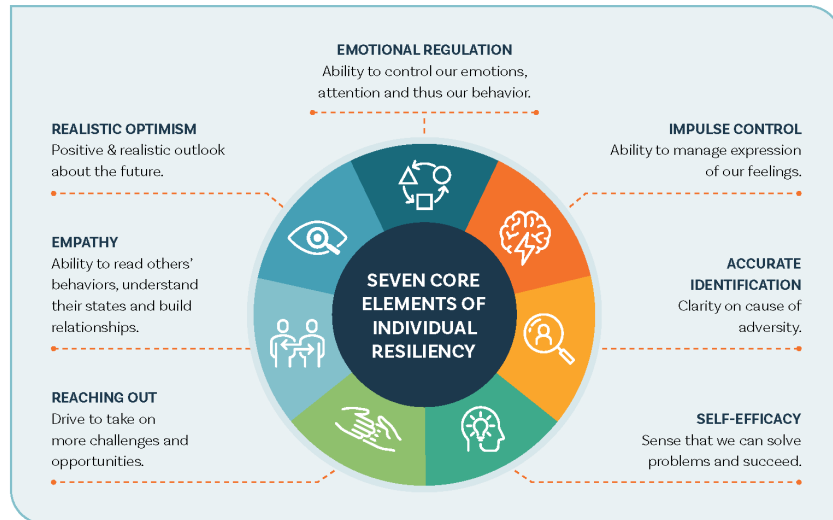 EMOTIONAL REGULATION
Ability to control our emotions,
attention and thus our behavior.
REALISTIC OPTIMISM
Positive & realistic outlook
about the future.
IMPULSE CONTROL
Ability to manage expression
of our feelings.
EMPATHY
Ability to read others’
behaviors, understand
their states and build
relationships.
SEVEN CORE
ELEMENTS OF
INDIVIDUAL
RESILIENCY
ACCURATE
IDENTIFICATION
Clarity on cause of
adversity.
REACHING OUT
Drive to take on
more challenges and
opportunities.
SELF-EFFICACY
Sense that we can solve
problems and succeed.